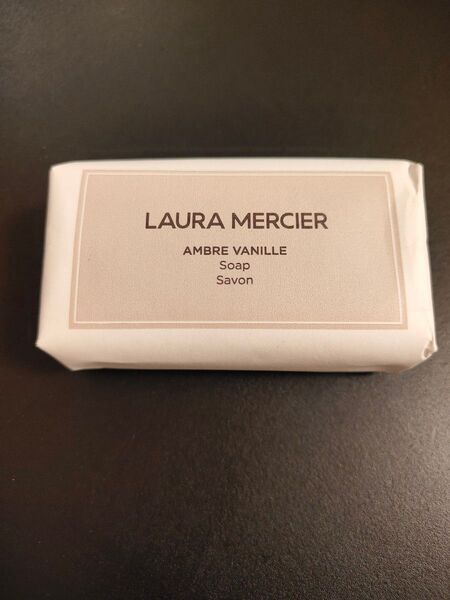 LAURA MERCIER
AMBRE VANILLE
Soap
Savon